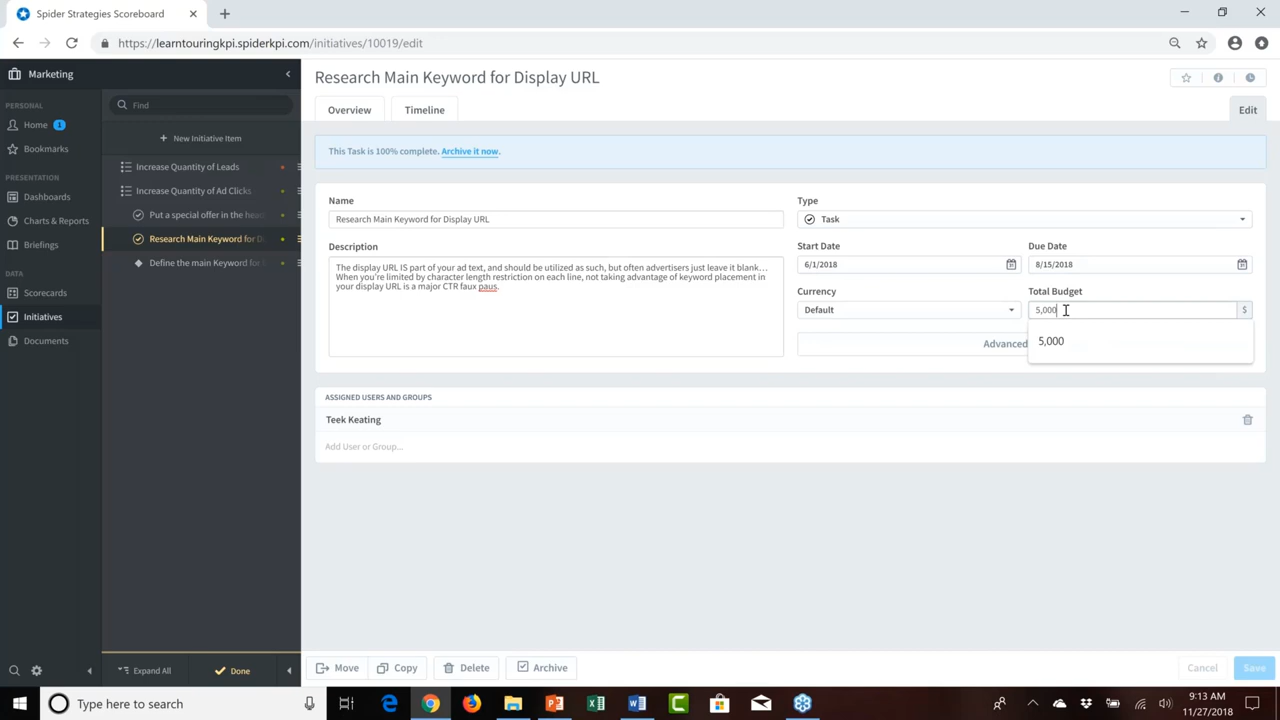 Spider Strategies Scoreboard
https://learntouringkpi.spiderkpi.com/initiatives/10019/edit
Marketing
PERSONAL
Home 1
Bookmarks
PRESENTATION
Dashboards
Charts & Reports
Briefings
DATA
Scorecards
Initiatives
Documents
Find
New Initiative Item
Increase Quantity of Leads
Increase Quantity of Ad Clicks
Put a special offer in the head
Research Main Keyword for D
Define the main Keyword for
Expand All
Done
Research Main Keyword for Display URL
Overview
Timeline
Edit
This Task is 100% complete. Archive it now.
Name
Research Main Keyword for Display URL
Description
The display URL IS part of your ad text, and should be utilized as such, but often advertisers just leave it blank…
When you're limited by character length restriction on each line, not taking advantage of keyword placement in
your display URL is a major CTR faux paus.
Type
Task
Start Date
Due Date
6/1/2018
8/15/2018
Currency
Total Budget
Default
5,000
$
5,000
Advanced
ASSIGNED USERS AND GROUPS
Teek Keating
Add User or Group...
Move
Copy
Delete
Archive
Cancel
Save
Type here to search
9:13 AM
11/27/2018